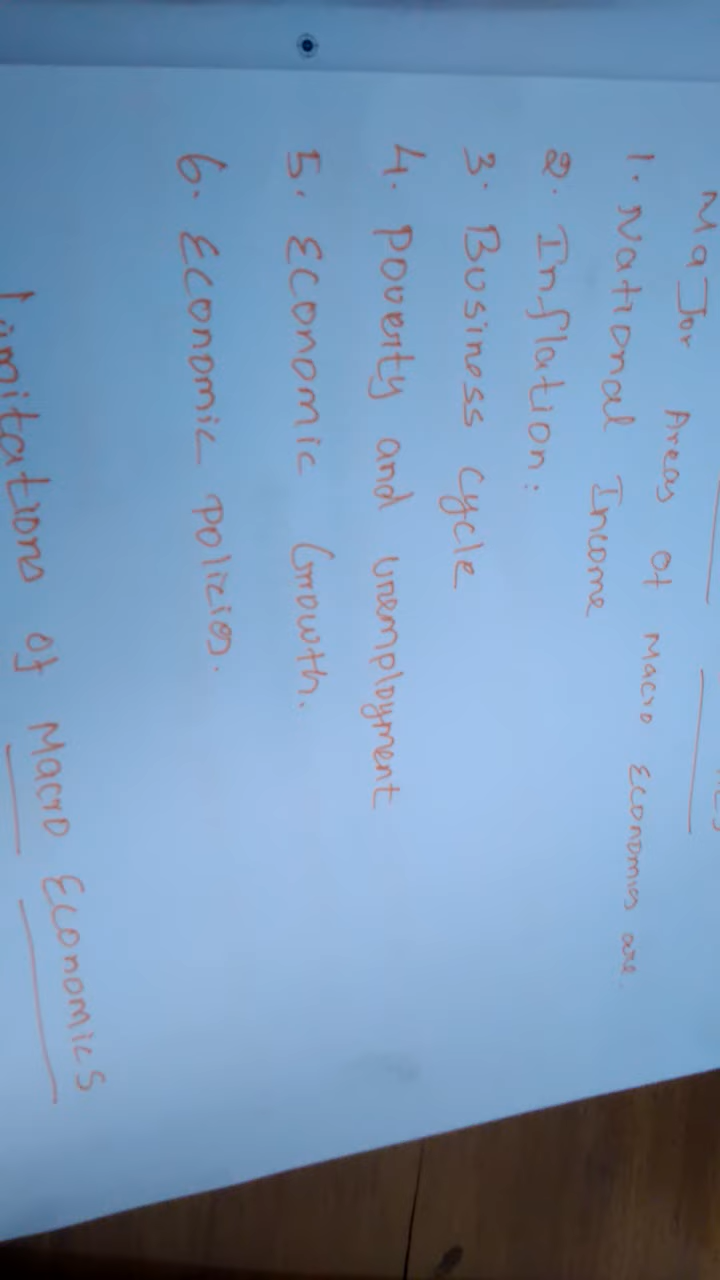 Major Areas of Macro Economics are.
1. National Income
2. Inflation:
3. Business cycle
4. Poverty and unemployment
5. Economic Growth.
6. Economic policies.
Limitations of Macro Economics